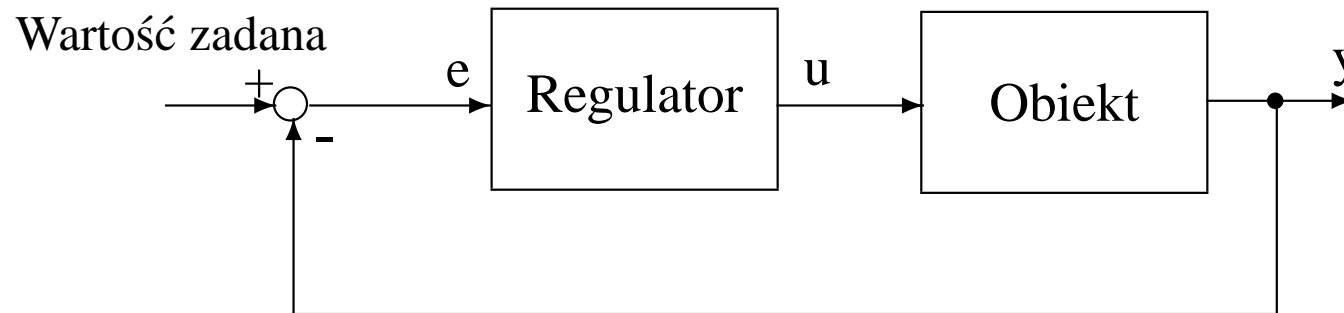 Wartość zadana
+
-
e
Regulator
u
Obiekt
y